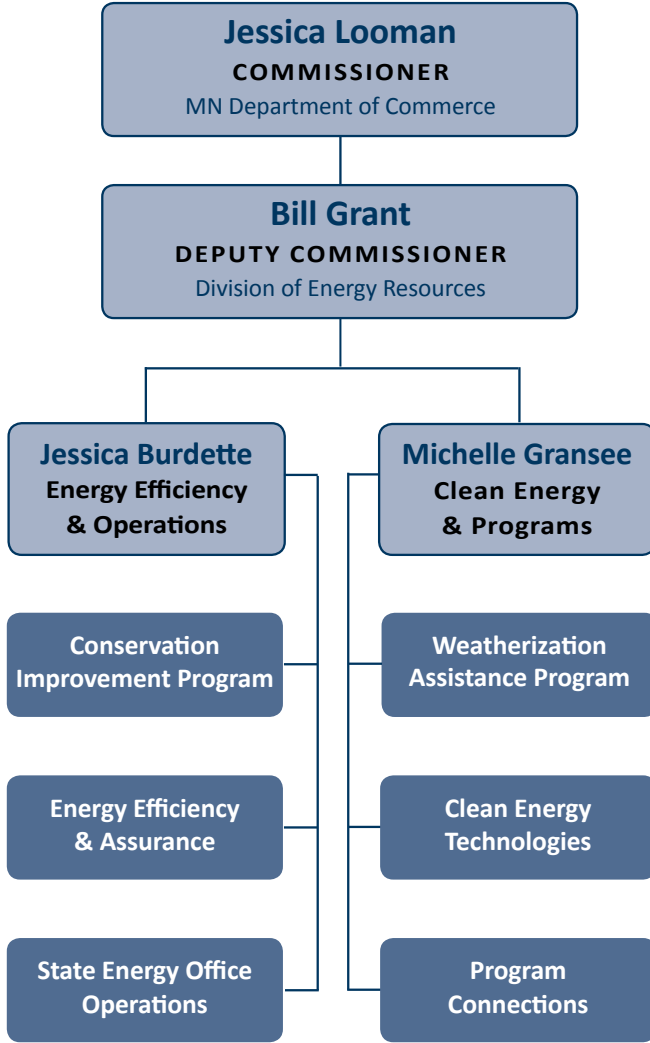 Jessica Looman
COMMISSIONER
MN Department of Commerce
Bill Grant
DEPUTY COMMISSIONER
Division of Energy Resources
Jessica Burdette
Energy Efficiency
& Operations
Michelle Gransee
Clean Energy
& Programs
Conservation
Improvement Program
Weatherization
Assistance Program
Energy Efficiency
& Assurance
Clean Energy
Technologies
State Energy Office
Operations
Program
Connections